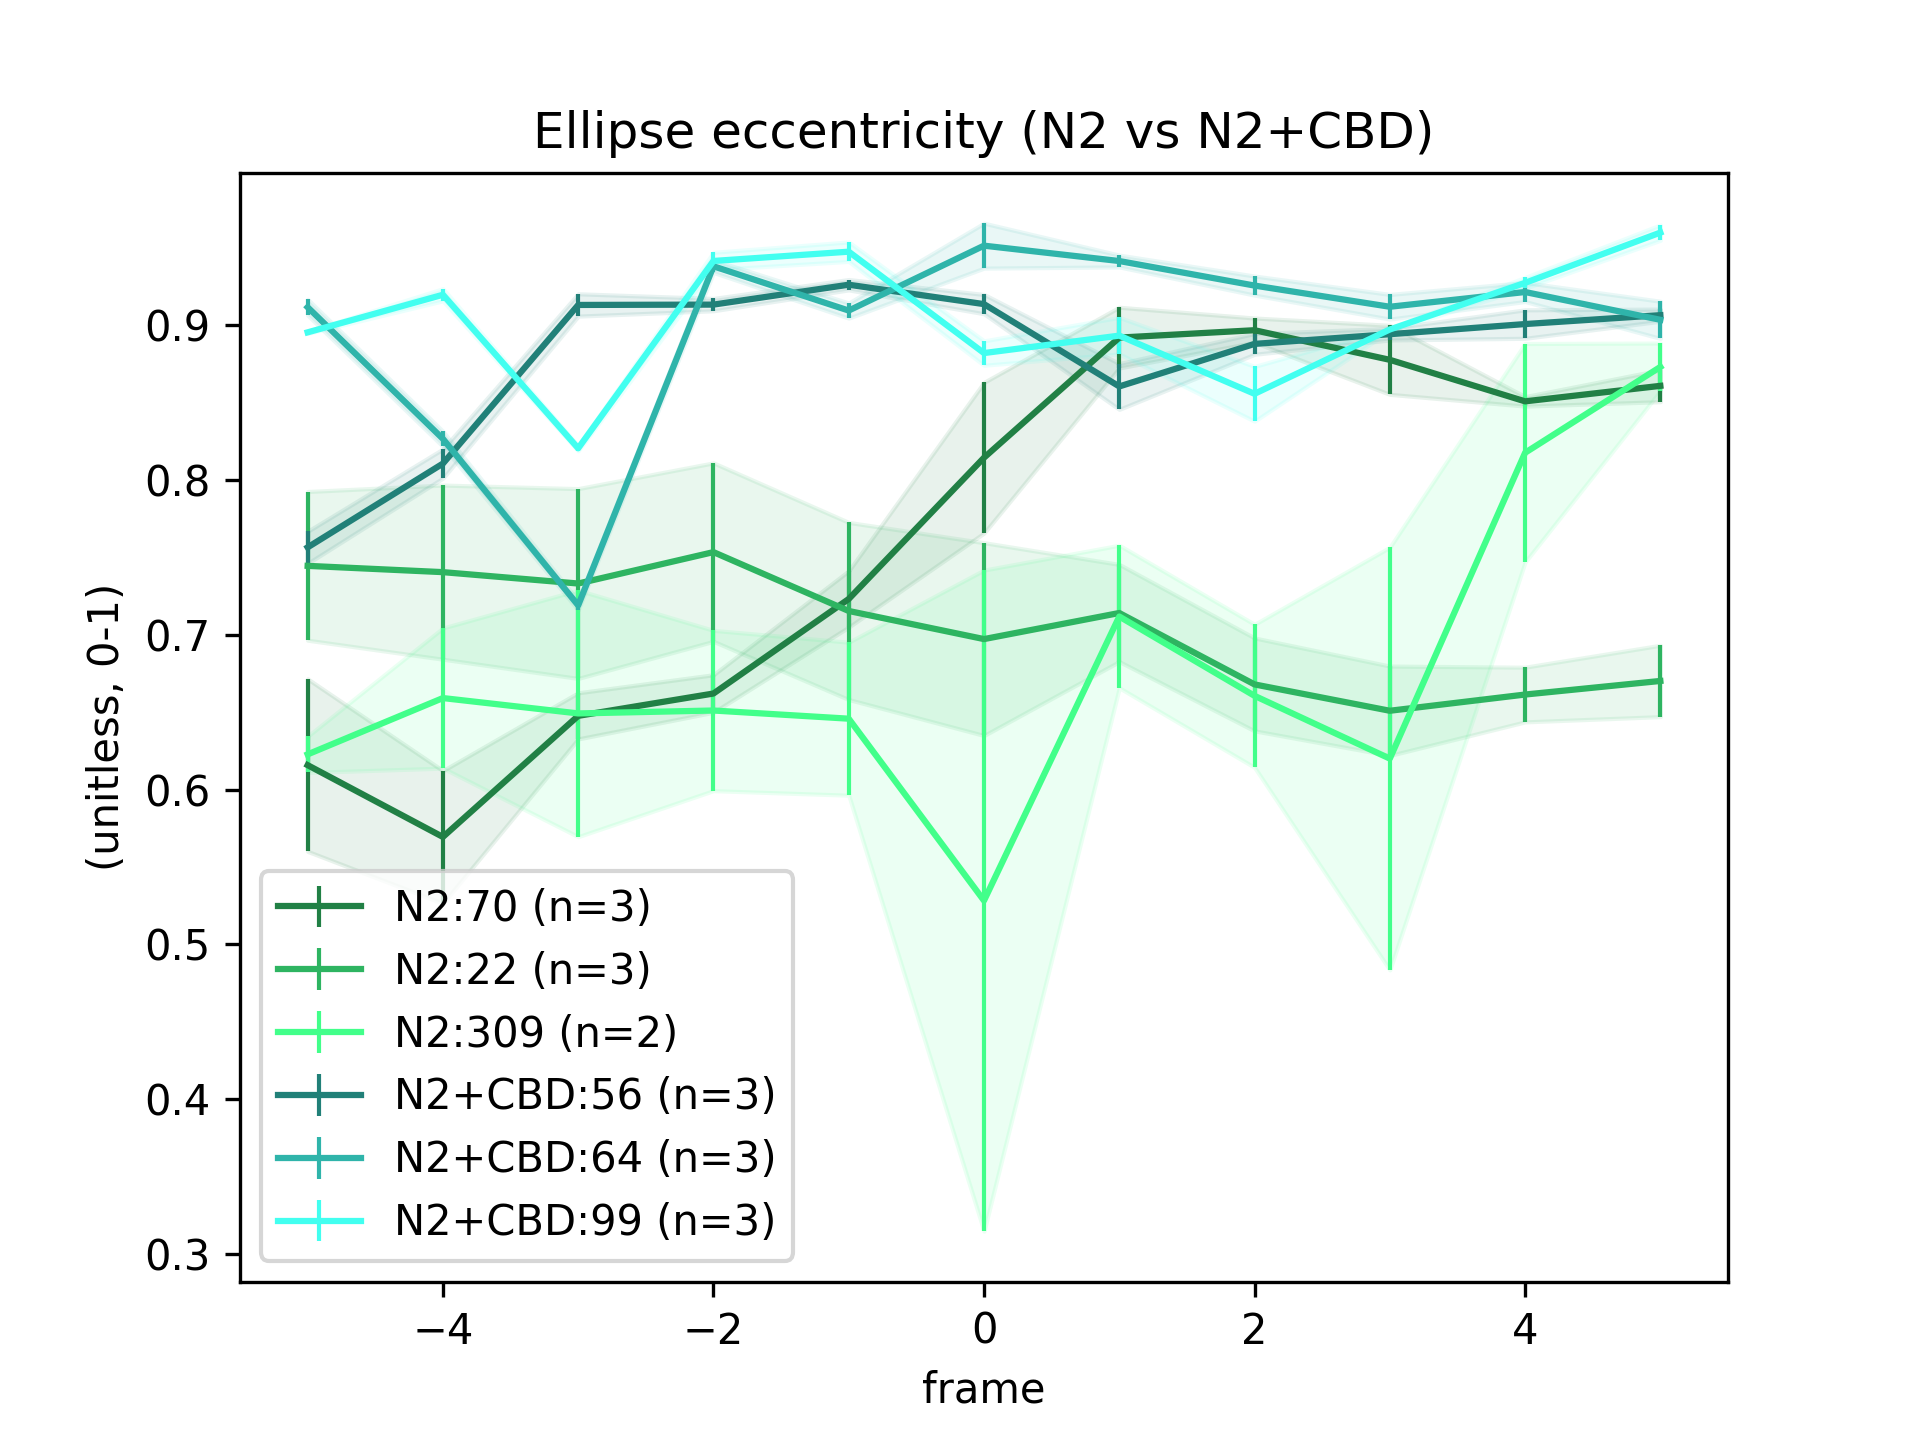 Ellipse eccentricity (N2 vs N2+CBD)
(unitless, 0-1)
0.9
0.8
0.7
0.6
0.5
0.4
0.3
N2:70 (n=3)
N2:22 (n=3)
N2:309 (n=2)
N2+CBD:56 (n=3)
N2+CBD:64 (n=3)
N2+CBD:99 (n=3)
−4 −2 0 2 4
frame